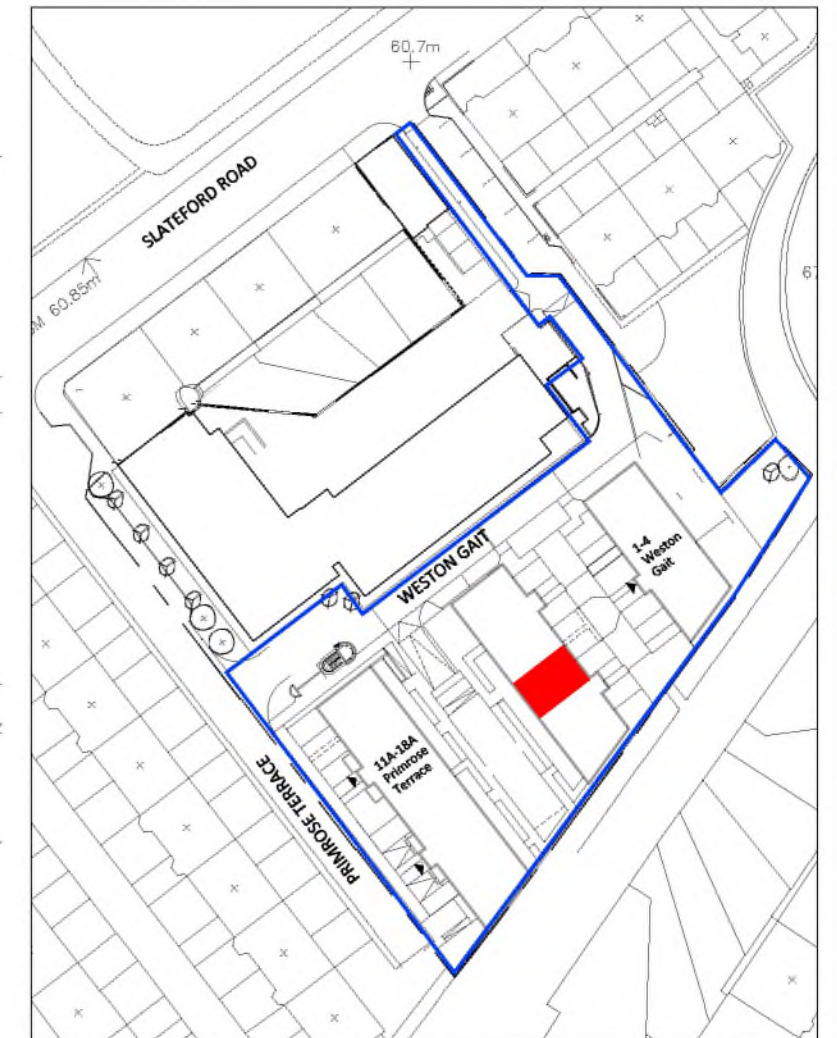 60.7m
SLATEFORD ROAD
60.85m
WESTON GAIT
1-4
Weston
Gait
11A-18A
Primrose
Terrace
PRIMROSE TERRACE